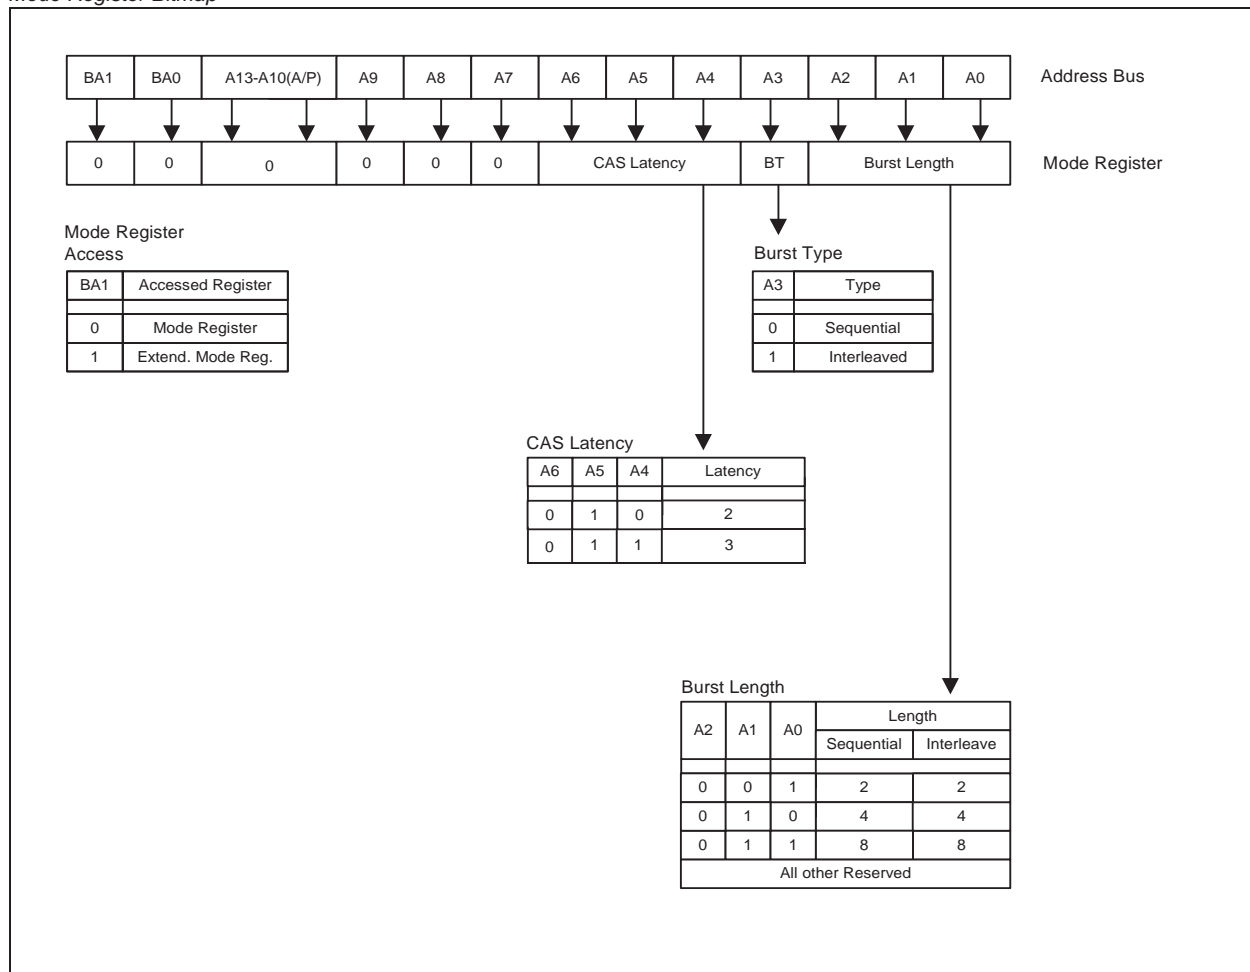 Mode Register Bitmap
BA1 BA0 A13-A10(A/P) A9 A8 A7 A6 A5 A4 A3 A2 A1 A0 Address Bus
0 0 0 0 0 0 CAS Latency BT Burst Length Mode Register
Mode Register
Access
BA1 Accessed Register
0 Mode Register
1 Extend. Mode Reg.
Burst Type
A3 Type
0 Sequential
1 Interleaved
CAS Latency
A6 A5 A4 Latency
0 1 0 2
0 1 1 3
Burst Length
A2 A1 A0 Length
Sequential Interleave
0 0 1 2 2
0 1 0 4 4
0 1 1 8 8
All other Reserved